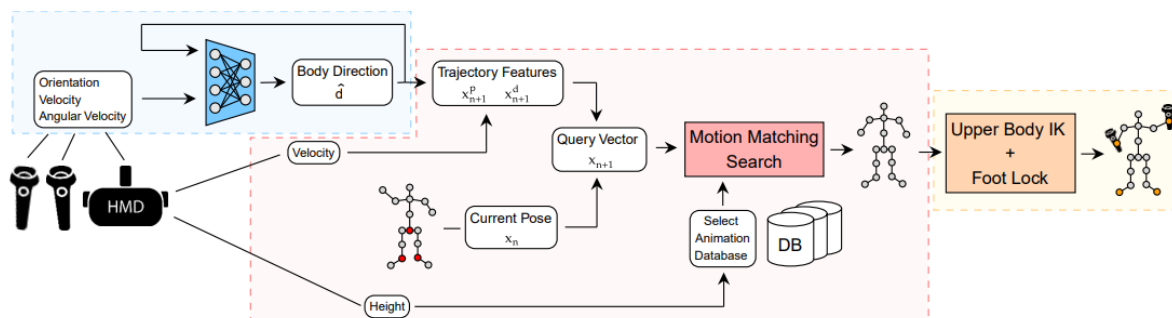 Orientation
Velocity
Angular Velocity
HMD
Body Direction
d̂
Trajectory Features
x^p_{n+1} x^d_{n+1}
Velocity
Query Vector
x_{n+1}
Current Pose
x_n
Height
Motion Matching
Search
Select
Animation
Database
DB
Upper Body IK
+
Foot Lock